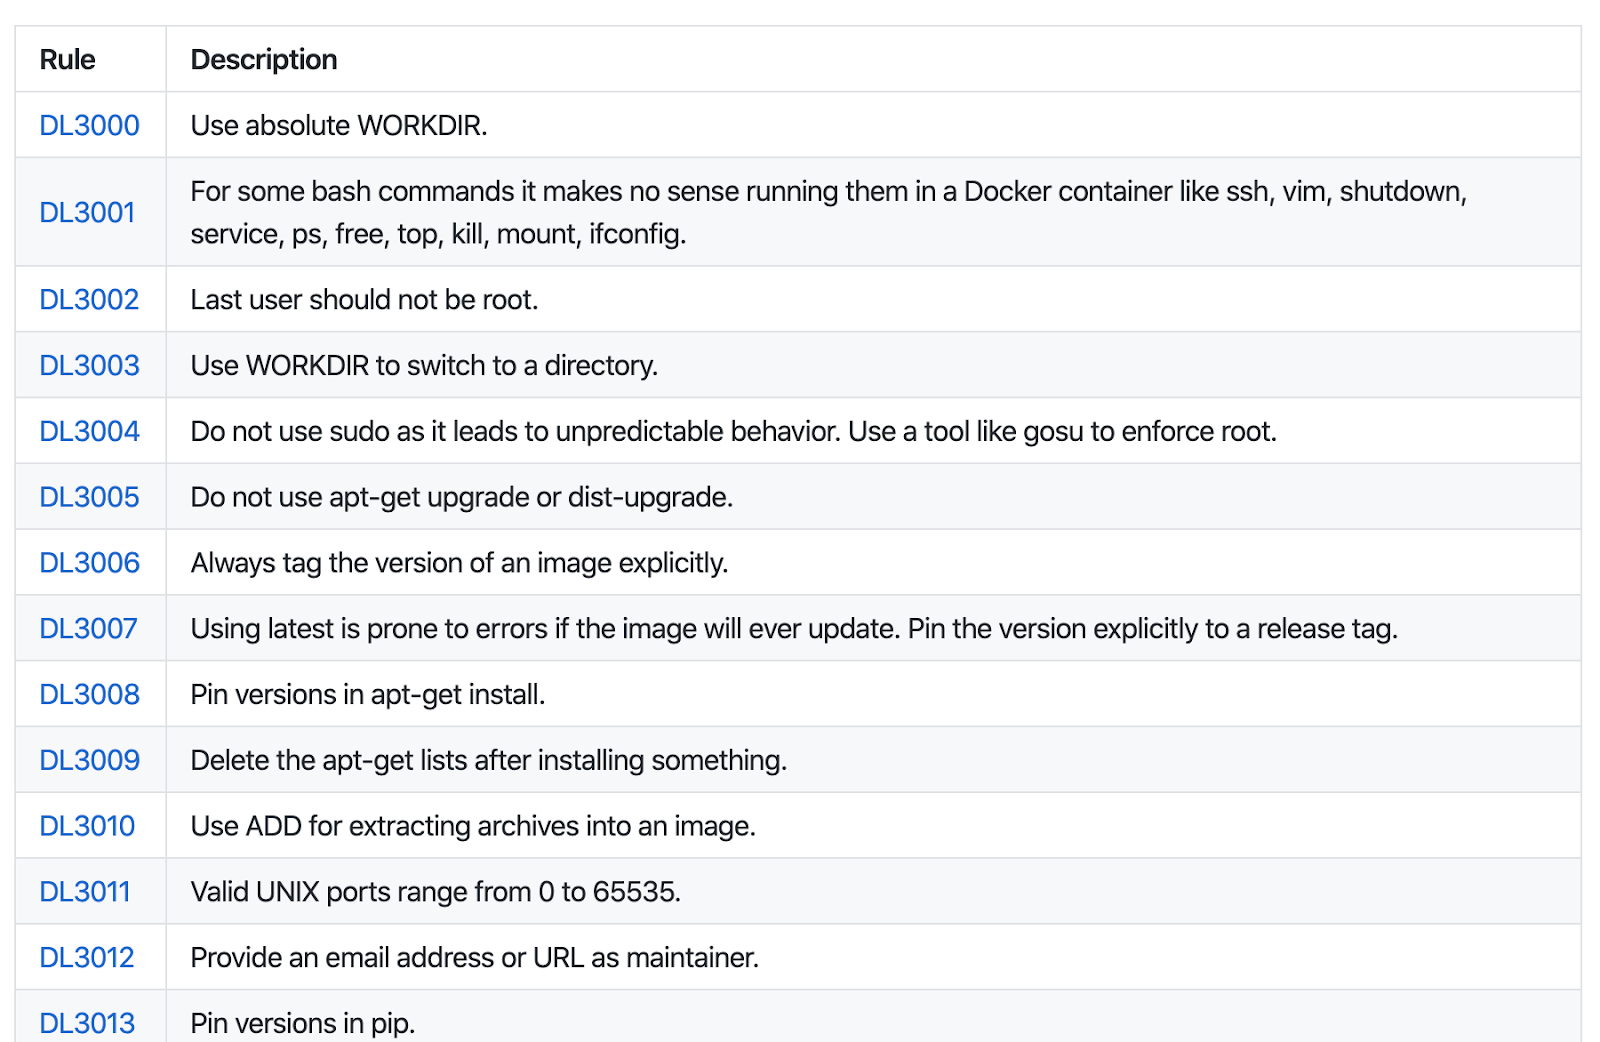 Rule Description
DL3000 Use absolute WORKDIR.
DL3001 For some bash commands it makes no sense running them in a Docker container like ssh, vim, shutdown,
service, ps, free, top, kill, mount, ifconfig.
DL3002 Last user should not be root.
DL3003 Use WORKDIR to switch to a directory.
DL3004 Do not use sudo as it leads to unpredictable behavior. Use a tool like gosu to enforce root.
DL3005 Do not use apt-get upgrade or dist-upgrade.
DL3006 Always tag the version of an image explicitly.
DL3007 Using latest is prone to errors if the image will ever update. Pin the version explicitly to a release tag.
DL3008 Pin versions in apt-get install.
DL3009 Delete the apt-get lists after installing something.
DL3010 Use ADD for extracting archives into an image.
DL3011 Valid UNIX ports range from 0 to 65535.
DL3012 Provide an email address or URL as maintainer.
DL3013 Pin versions in pip.